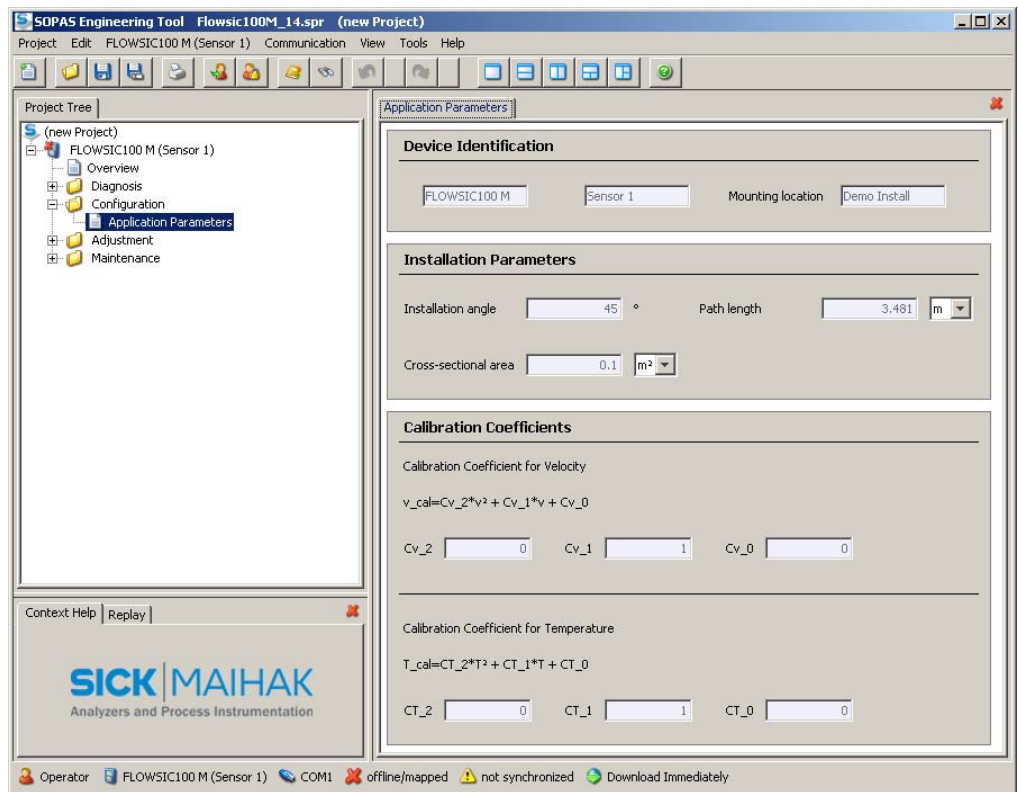 SOPAS Engineering Tool Flowsic100M_14.spr (new Project)
Project Edit FLOWSIC100 M (Sensor 1) Communication View Tools Help
Project Tree
(new Project)
FLOWSIC100 M (Sensor 1)
Overview
Diagnosis
Configuration
Application Parameters
Adjustment
Maintenance
Context Help Replay
SICK MAIHAK
Analyzers and Process Instrumentation
Application Parameters
Device Identification
FLOWSIC100 M Sensor 1 Mounting location Demo Install
Installation Parameters
Installation angle 45 ° Path length 3.481 m
Cross-sectional area 0.1 m²
Calibration Coefficients
Calibration Coefficient for Velocity
v_cal=Cv_2*v² + Cv_1*v + Cv_0
Cv_2 0 Cv_1 1 Cv_0 0
Calibration Coefficient for Temperature
T_cal=CT_2*T² + CT_1*T + CT_0
CT_2 0 CT_1 1 CT_0 0
Operator FLOWSIC100 M (Sensor 1) COM1 offline/mapped not synchronized Download Immediately